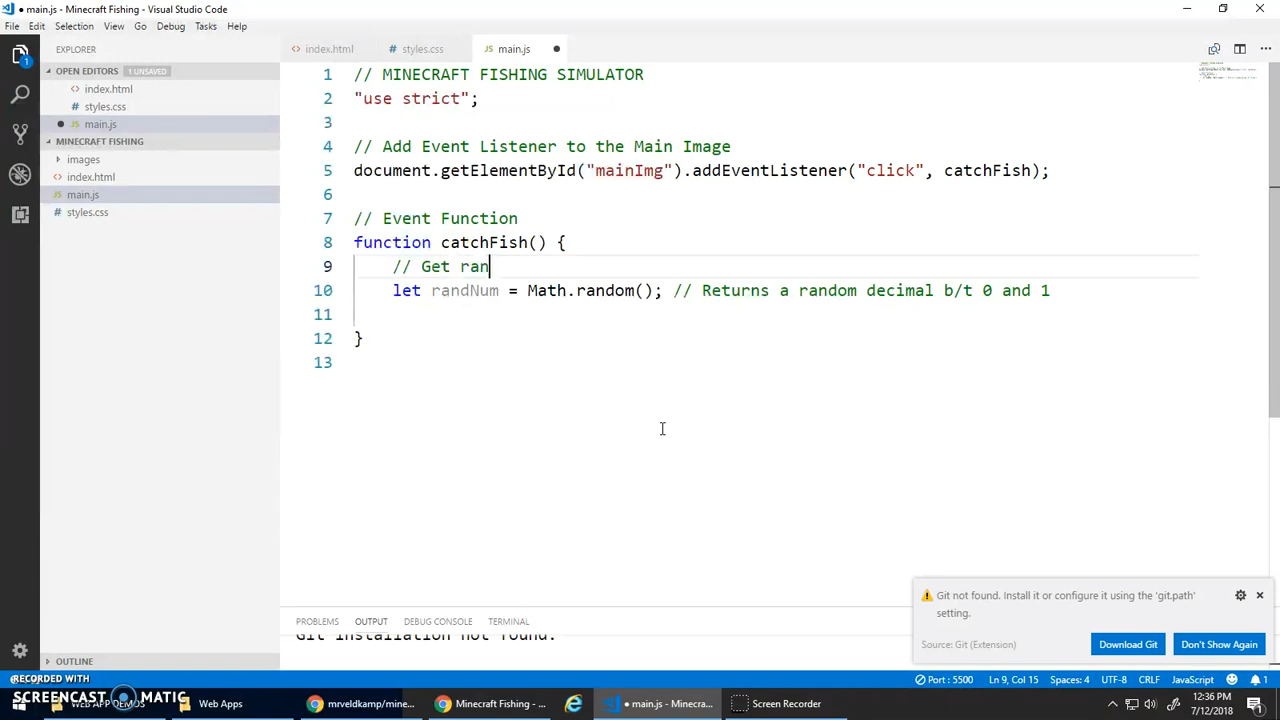 ● main.js - Minecraft Fishing - Visual Studio Code
File Edit Selection View Go Debug Tasks Help
EXPLORER
OPEN EDITORS 1 UNSAVED
index.html
styles.css
● main.js
MINECRAFT FISHING
images
index.html
main.js
styles.css
OUTLINE
index.html styles.css main.js ●
1 // MINECRAFT FISHING SIMULATOR
2 "use strict";
3
4 // Add Event Listener to the Main Image
5 document.getElementById("mainImg").addEventListener("click", catchFish);
6
7 // Event Function
8 function catchFish() {
9 // Get ran
10 let randNum = Math.random(); // Returns a random decimal b/t 0 and 1
11
12 }
13
PROBLEMS OUTPUT DEBUG CONSOLE TERMINAL
Git installation not found.
Git not found. Install it or configure it using the 'git.path'
setting.
Source: Git (Extension) Download Git Don't Show Again
Port : 5500 Ln 9, Col 15 Spaces: 4 UTF-8 CRLF JavaScript 1
RECORDED WITH
SCREENCAST MATIC
WEB APP DEMOS Web Apps mrveldkamp/mine... Minecraft Fishing - ... ● main.js - Minecra... Screen Recorder
12:36 PM
7/12/2018